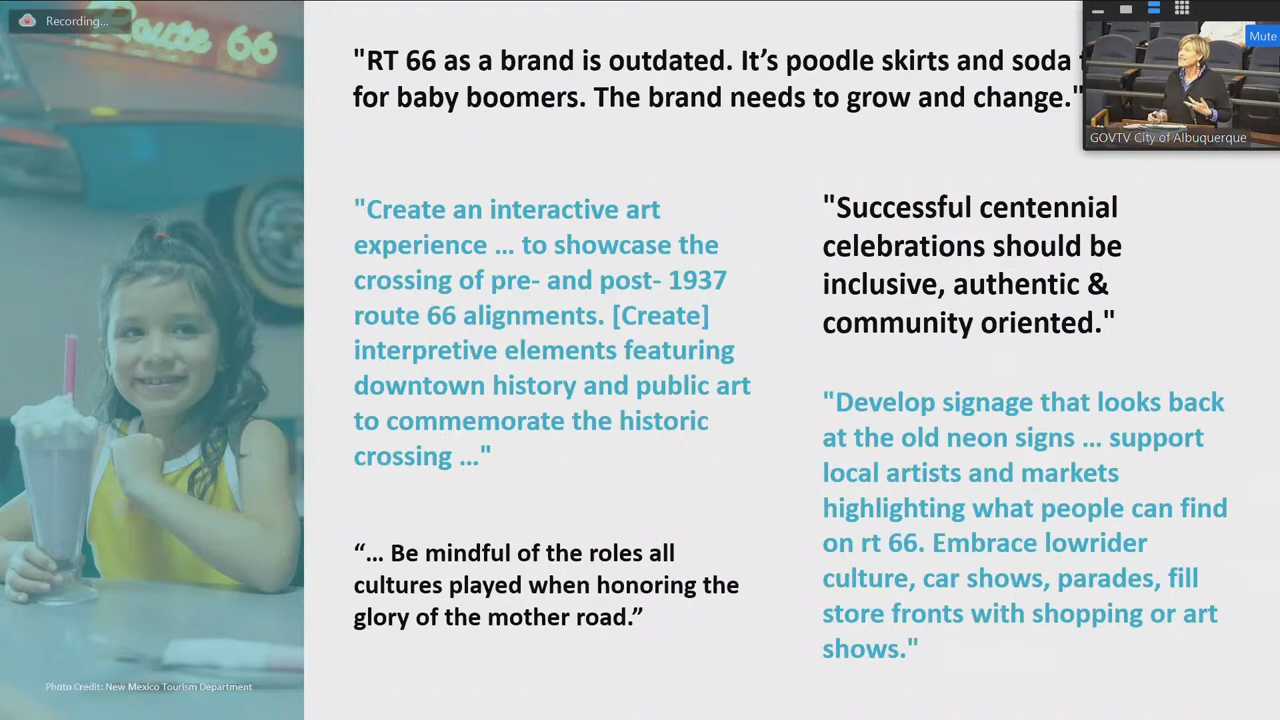 Recording...
Route 66
"RT 66 as a brand is outdated. It’s poodle skirts and soda
for baby boomers. The brand needs to grow and change."
Mute
GOVTV City of Albuquerque
"Create an interactive art
experience … to showcase the
crossing of pre- and post- 1937
route 66 alignments. [Create]
interpretive elements featuring
downtown history and public art
to commemorate the historic
crossing …"
“… Be mindful of the roles all
cultures played when honoring the
glory of the mother road.”
"Successful centennial
celebrations should be
inclusive, authentic &
community oriented."
"Develop signage that looks back
at the old neon signs … support
local artists and markets
highlighting what people can find
on rt 66. Embrace lowrider
culture, car shows, parades, fill
store fronts with shopping or art
shows."
Photo Credit: New Mexico Tourism Department